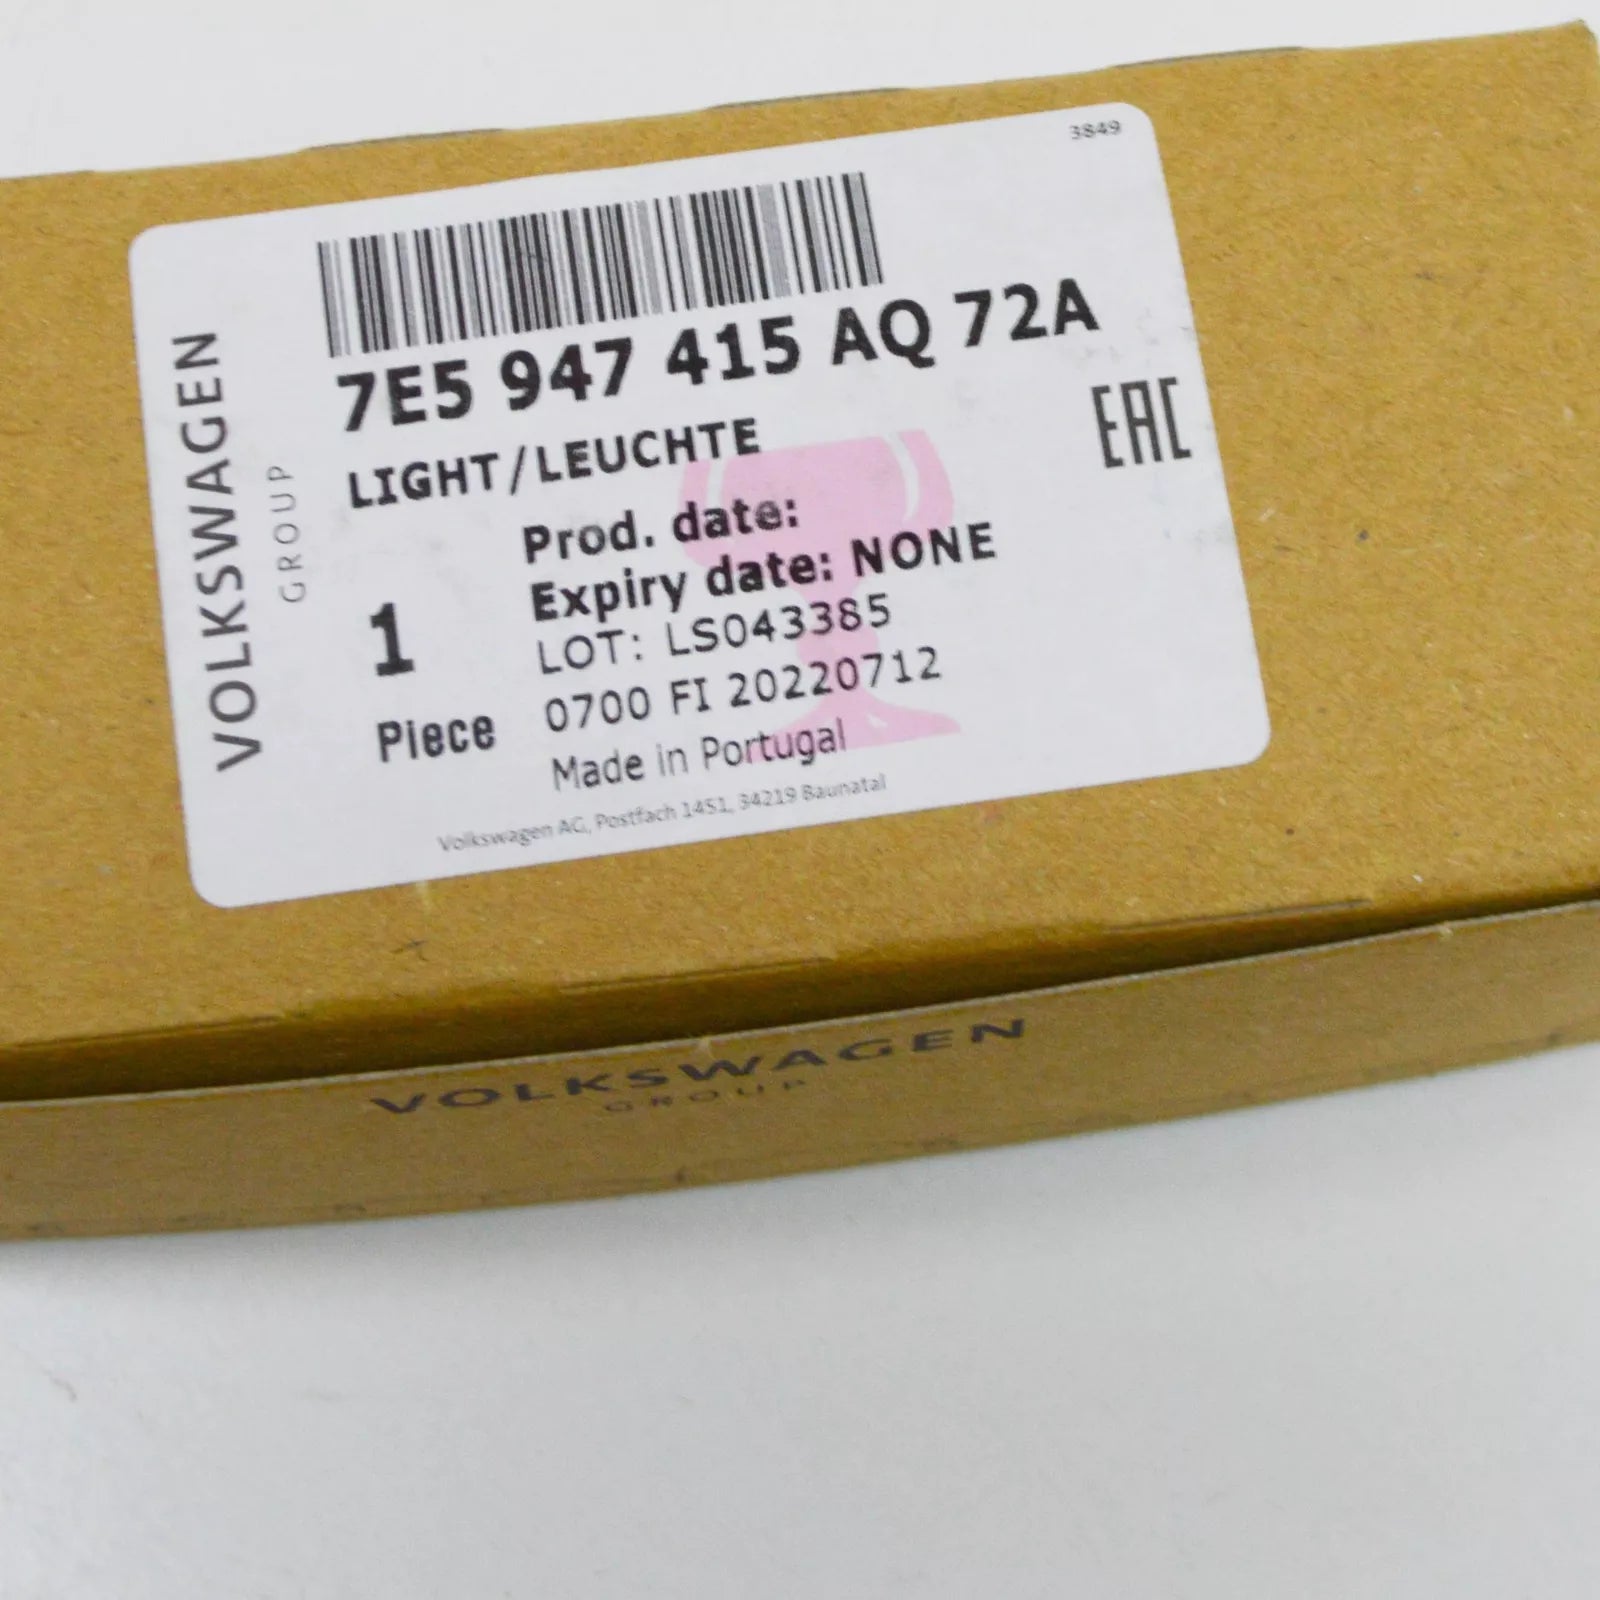 3849
VOLKSWAGEN
GROUP
7E5 947 415 AQ 72A
LIGHT/LEUCHTE
EAC
Prod. date:
Expiry date: NONE
1
Piece
LOT: LS043385
0700 FI 20220712
Made in Portugal
Volkswagen AG, Postfach 1451, 34219 Baunatal
VOLKSWAGEN
GROUP